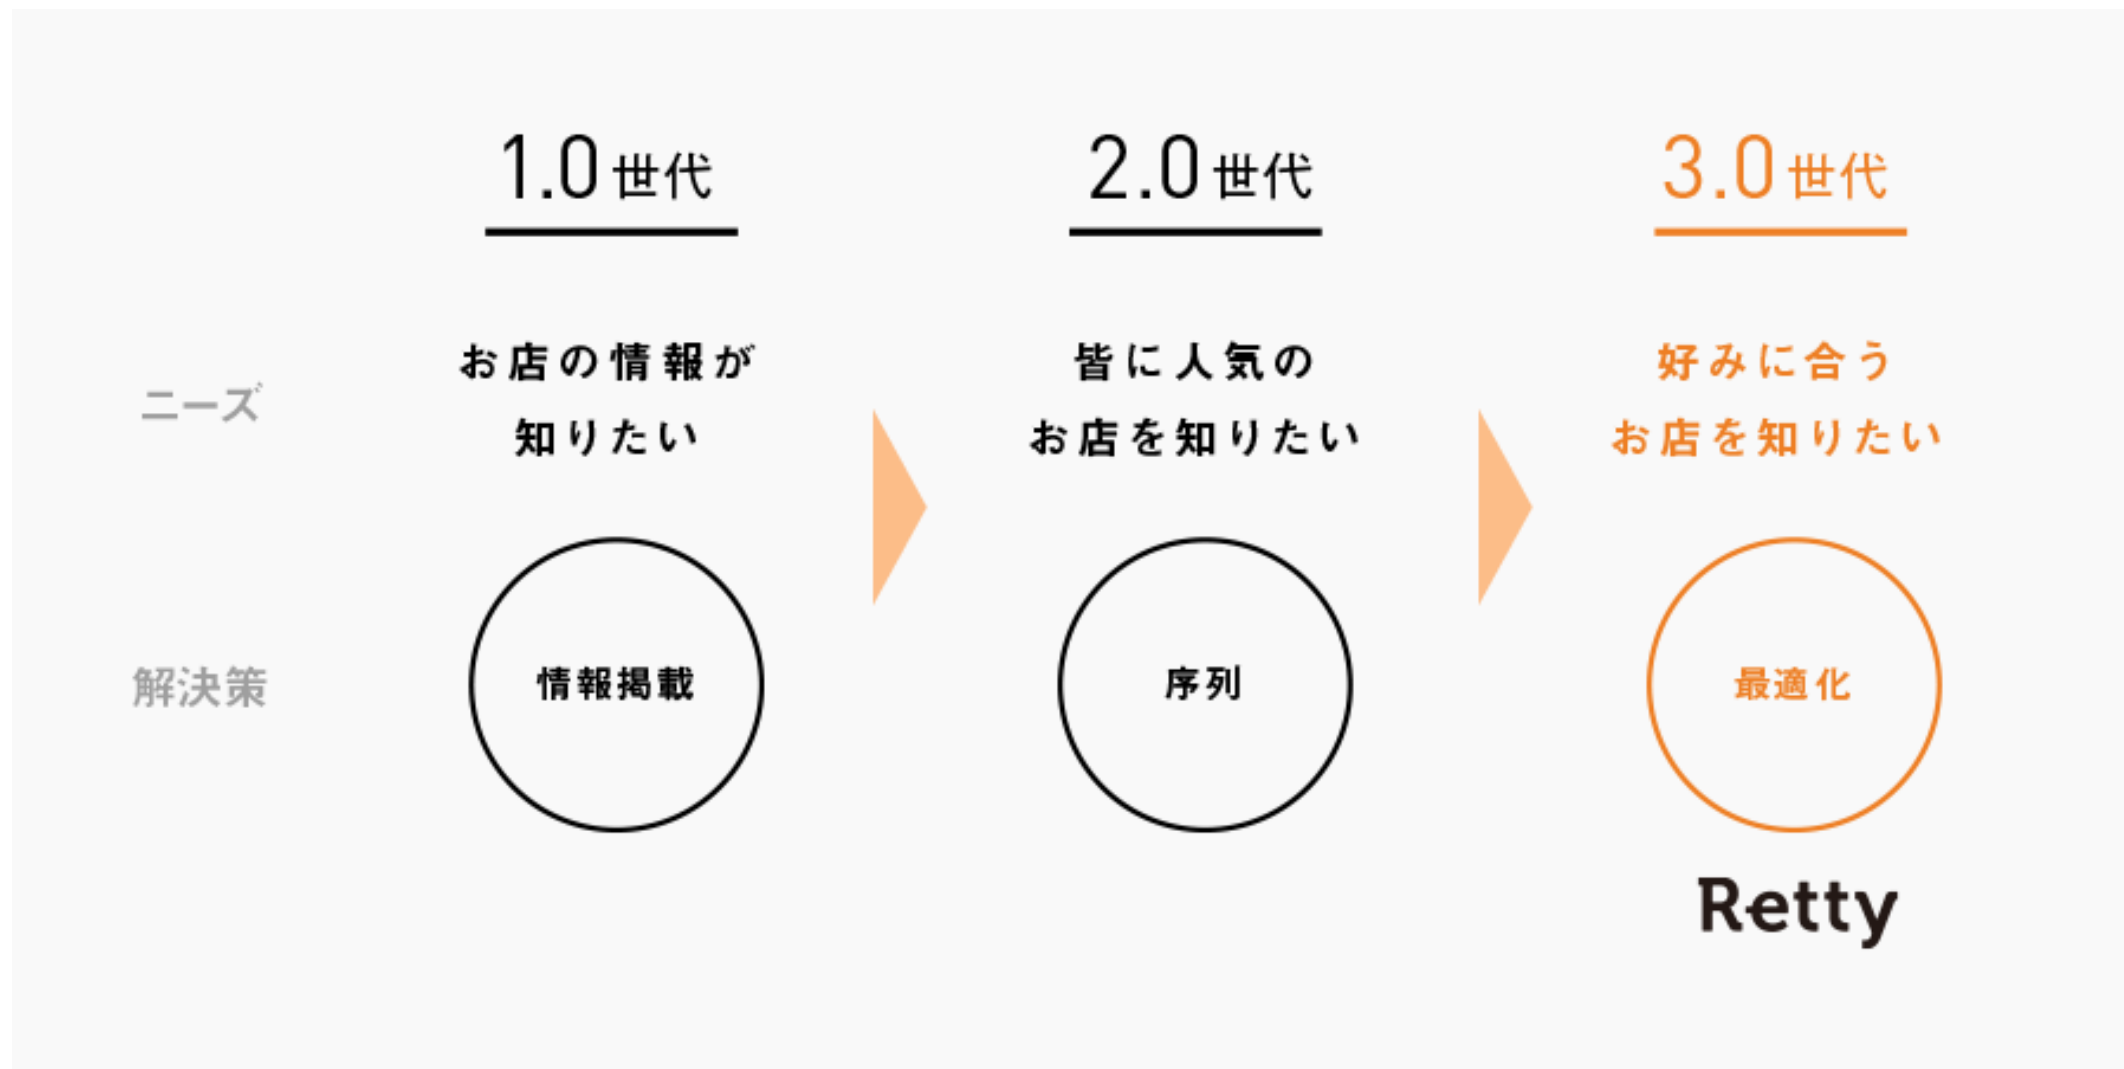 1.0世代
2.0世代
3.0世代
ニーズ
お店の情報が
知りたい
皆に人気の
お店を知りたい
好みに合う
お店を知りたい
解決策
情報掲載
序列
最適化
Retty